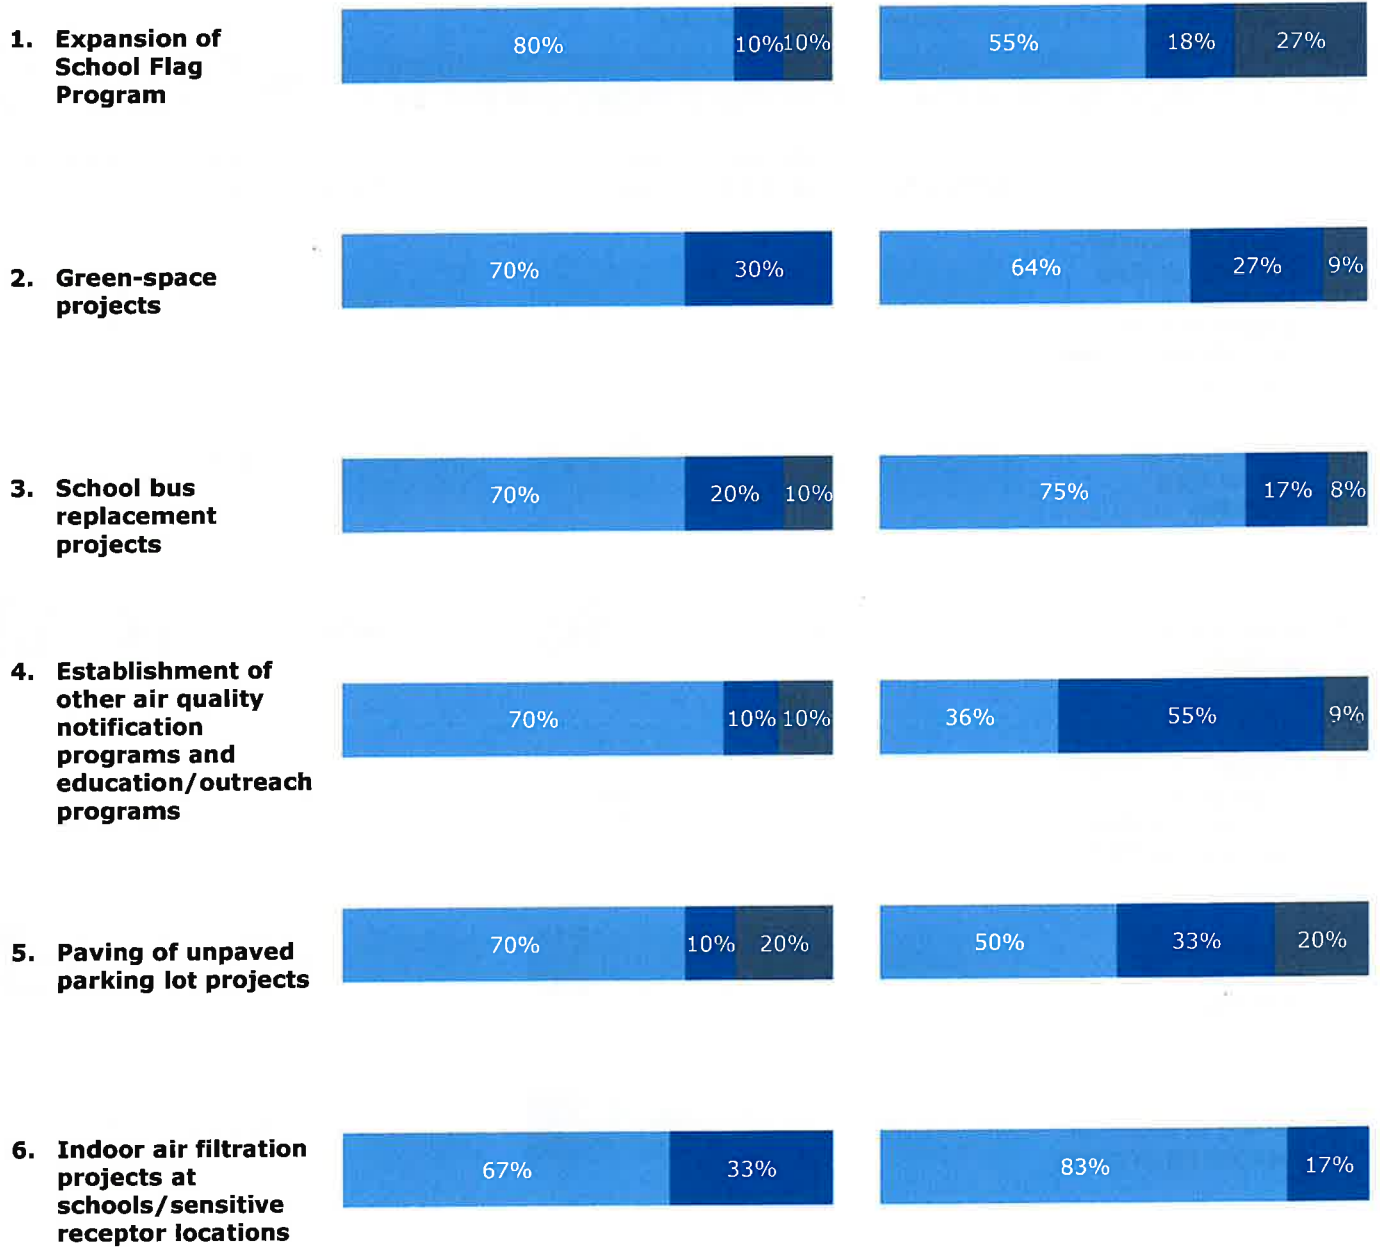 1. Expansion of
School Flag
Program
80% 10% 10%
55% 18% 27%
2. Green-space
projects
70% 30%
64% 27% 9%
3. School bus
replacement
projects
70% 20% 10%
75% 17% 8%
4. Establishment of
other air quality
notification
programs and
education/outreach
programs
70% 10% 10%
36% 55% 9%
5. Paving of unpaved
parking lot projects
70% 10% 20%
50% 33% 20%
6. Indoor air filtration
projects at
schools/sensitive
receptor locations
67% 33%
83% 17%